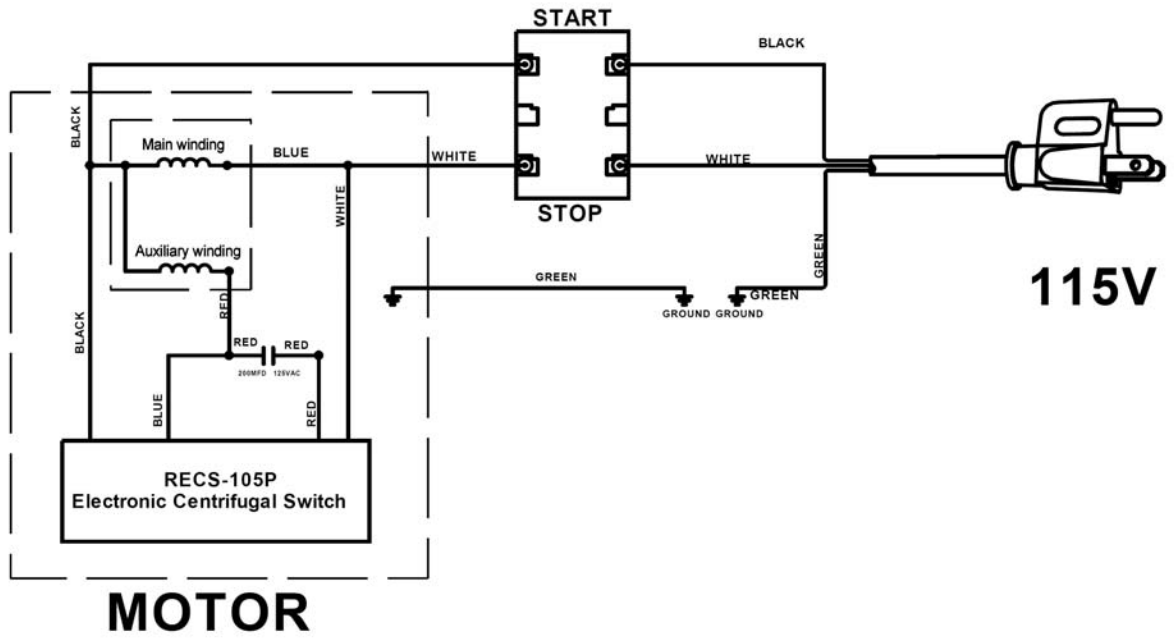 START
BLACK
BLACK
Main winding
BLUE
WHITE
WHITE
STOP
WHITE
Auxiliary winding
GREEN
GREEN
GREEN
GROUND GROUND
115V
RED
BLACK
RED RED
200MFD 125VAC
BLUE
RED
RECS-105P
Electronic Centrifugal Switch
MOTOR